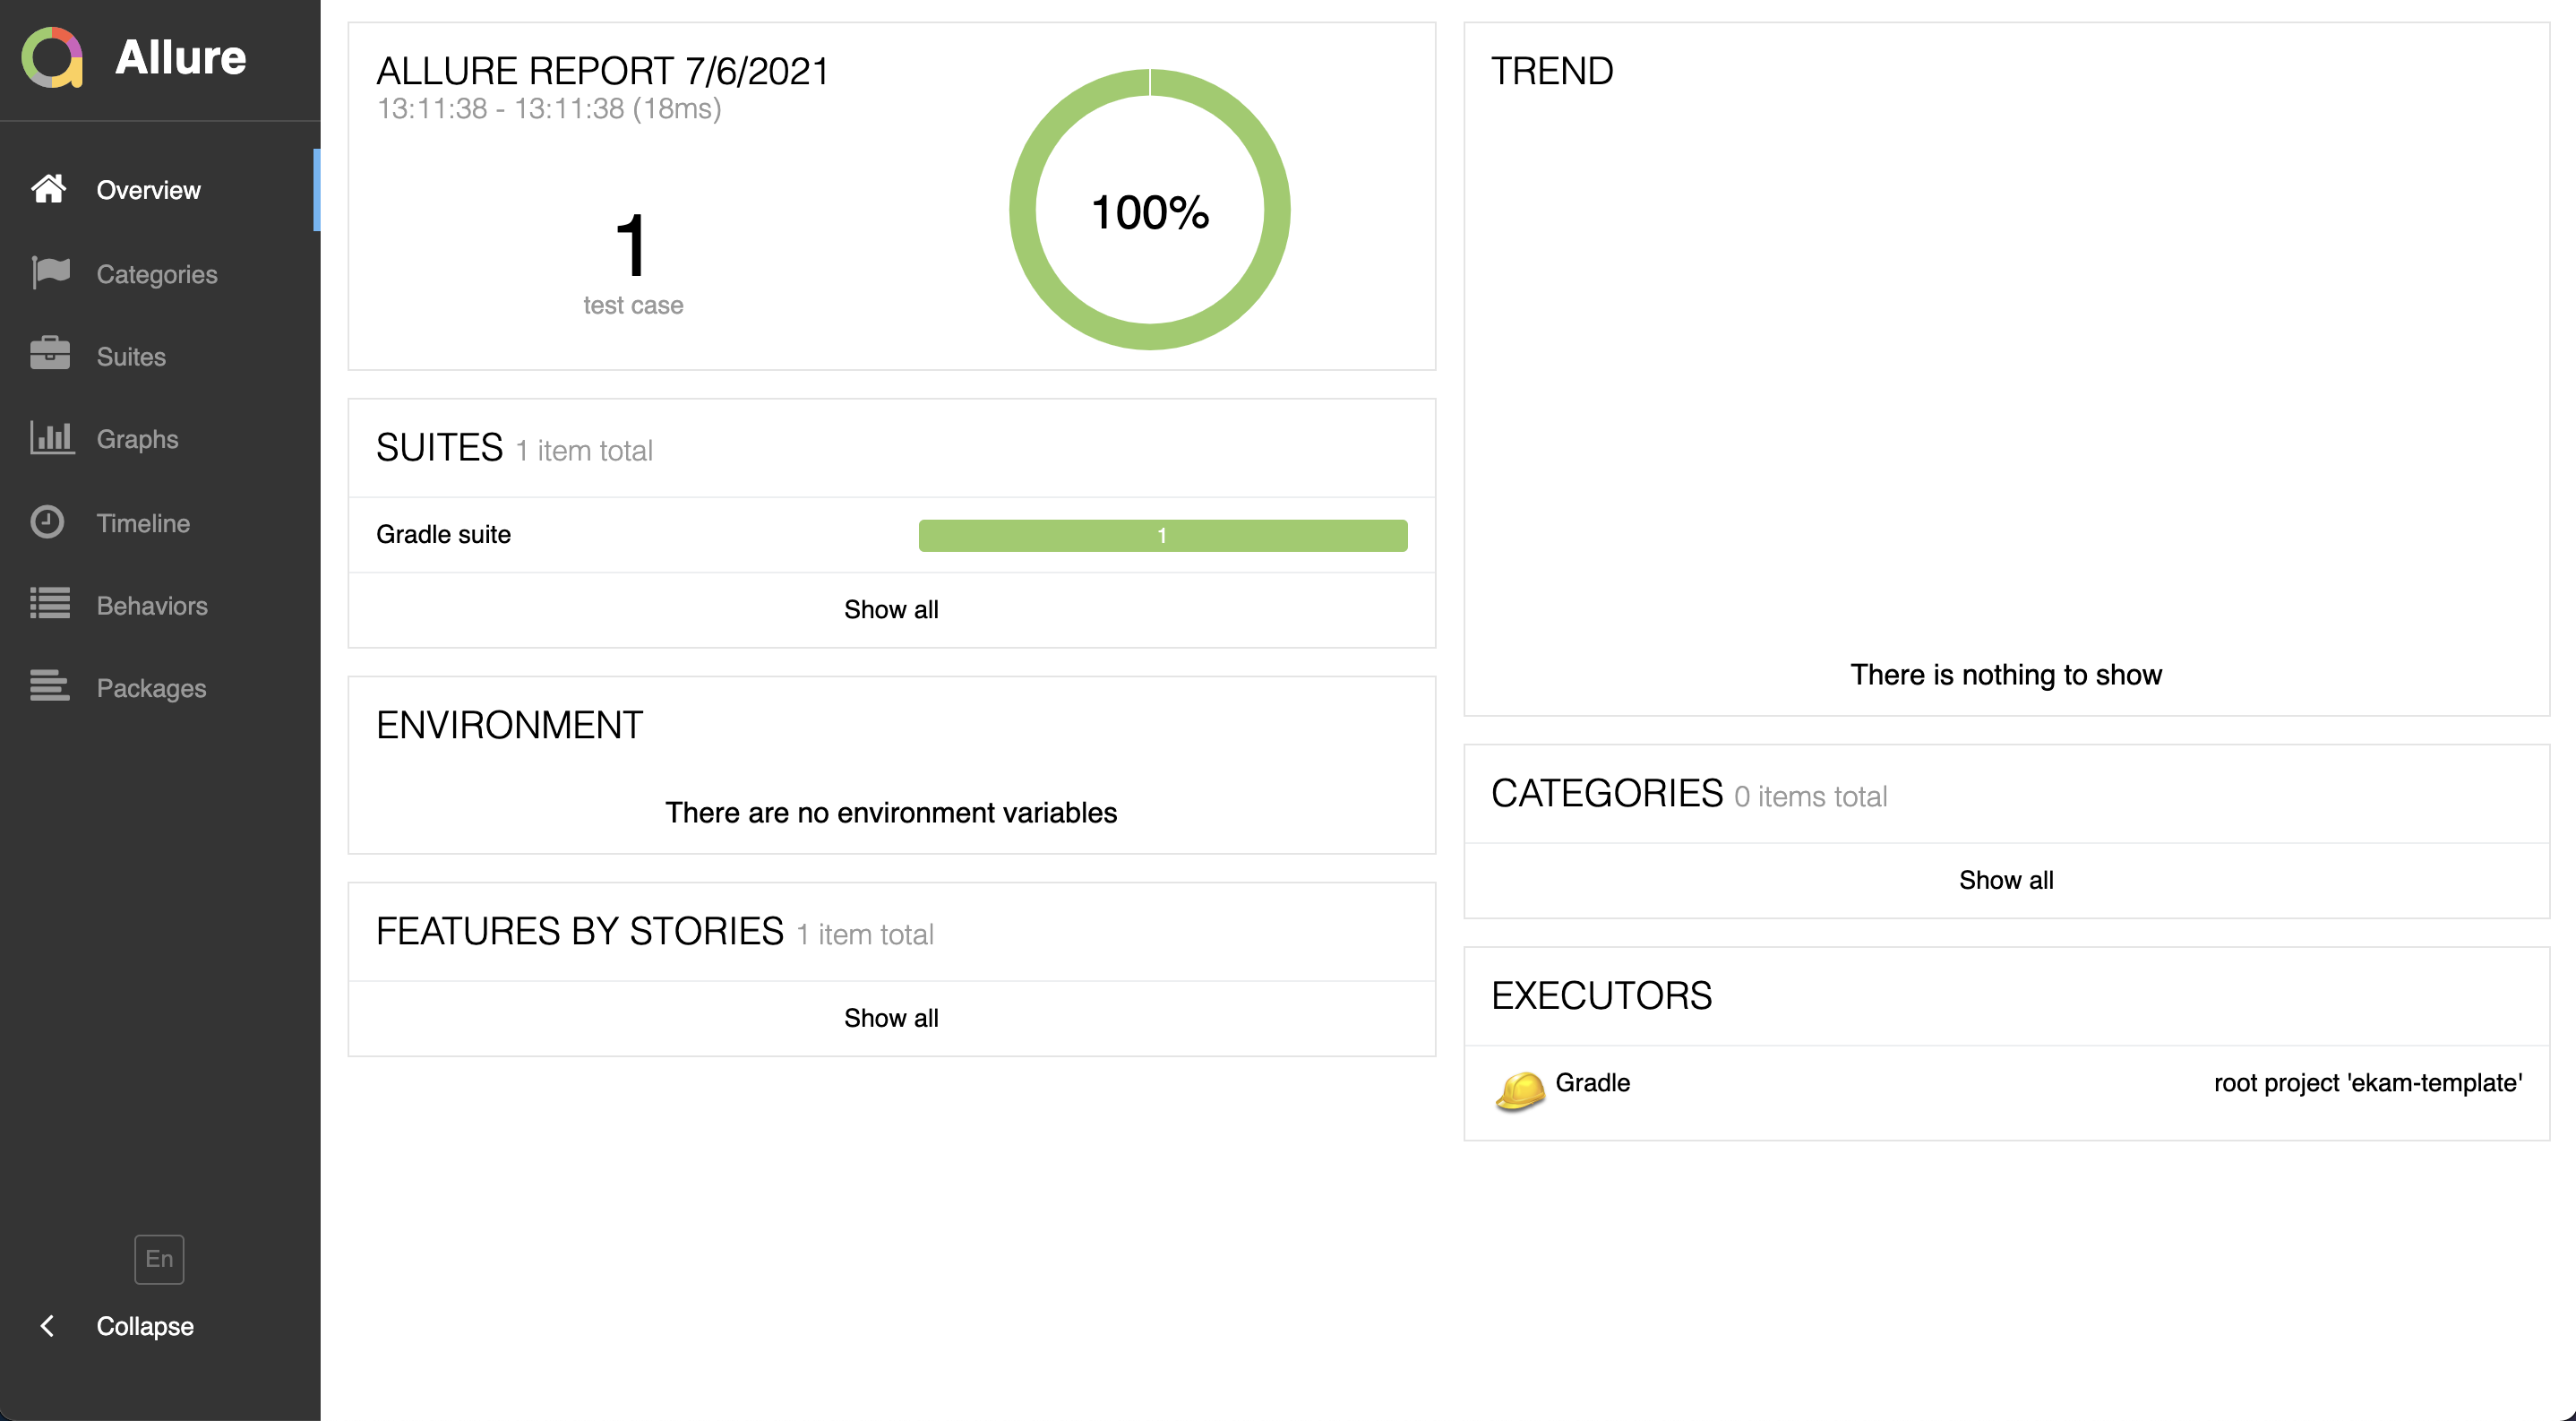 Allure
Overview
Categories
Suites
Graphs
Timeline
Behaviors
Packages
En
Collapse
ALLURE REPORT 7/6/2021
13:11:38 - 13:11:38 (18ms)
1
test case
100%
SUITES 1 item total
Gradle suite 1
Show all
ENVIRONMENT
There are no environment variables
FEATURES BY STORIES 1 item total
Show all
TREND
There is nothing to show
CATEGORIES 0 items total
Show all
EXECUTORS
Gradle root project 'ekam-template'